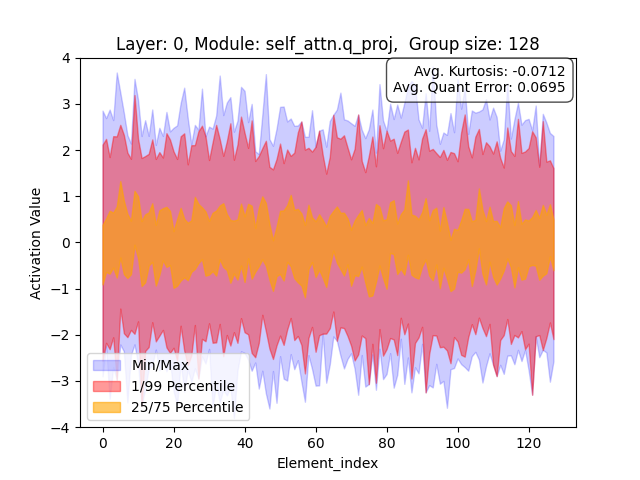 Layer: 0, Module: self_attn.q_proj,  Group size: 128
Avg. Kurtosis: -0.0712
Avg. Quant Error: 0.0695
Activation Value
4
3
2
1
0
−1
−2
−3
−4
Min/Max
1/99 Percentile
25/75 Percentile
0 20 40 60 80 100 120
Element_index